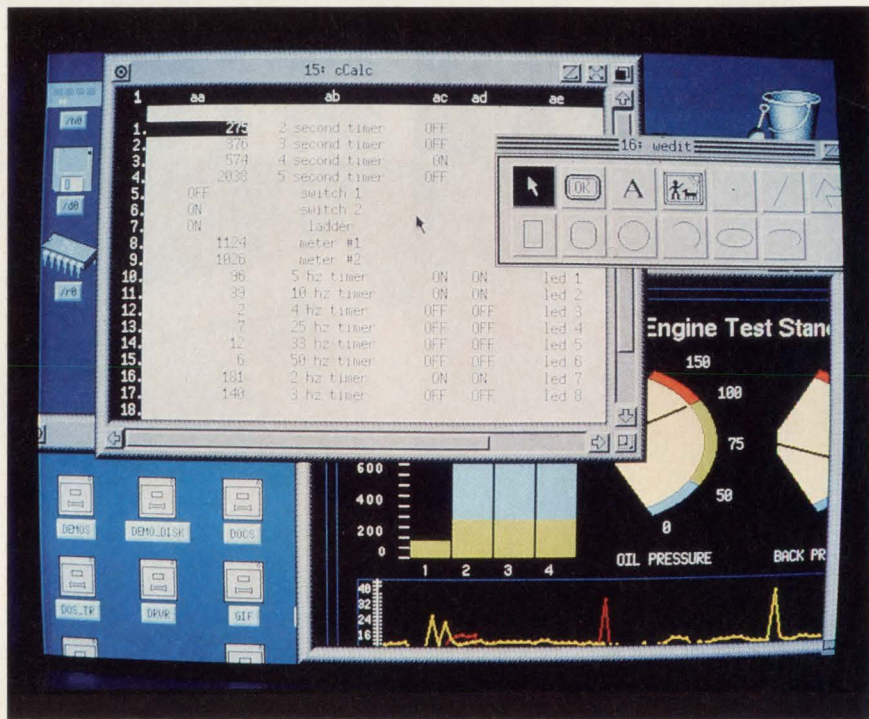 15: cCalc
1 aa ab ac ad ae
1. 275 2 second timer OFF
2. 376 3 second timer OFF
3. 574 4 second timer ON
4. 2038 5 second timer OFF
5. OFF switch 1
6. ON switch 2
7. ON ladder
8. 1124 meter #1
9. 1026 meter #2
10. 96 5 hz timer ON ON led 1
11. 39 10 hz timer ON ON led 2
12. 2 4 hz timer OFF OFF led 3
13. 7 25 hz timer OFF OFF led 4
14. 12 33 hz timer OFF OFF led 5
15. 6 50 hz timer OFF OFF led 6
16. 181 2 hz timer ON ON led 7
17. 140 3 hz timer OFF OFF led 8
18.
16: wedit
OK A
/h0
/d0
/r0
DEMOS DEMO_DISK DOCS
DOS_TR DRVR GIF
Engine Test Stan
150
100
75
50
0
OIL PRESSURE BACK PR
600
400
200
0
1 2 3 4
40
32
24
16